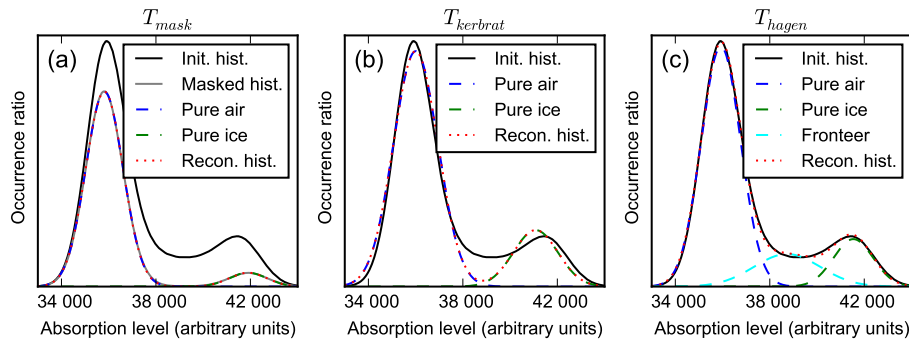 T_mask
(a)
Init. hist.
Masked hist.
Pure air
Pure ice
Recon. hist.
Occurrence ratio
34 000 38 000 42 000
Absorption level (arbitrary units)
T_kerbrat
(b)
Init. hist.
Pure air
Pure ice
Recon. hist.
Occurrence ratio
34 000 38 000 42 000
Absorption level (arbitrary units)
T_hagen
(c)
Init. hist.
Pure air
Pure ice
Fronteer
Recon. hist.
Occurrence ratio
34 000 38 000 42 000
Absorption level (arbitrary units)